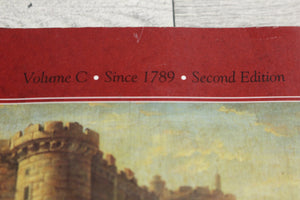 Volume C • Since 1789 • Second Edition